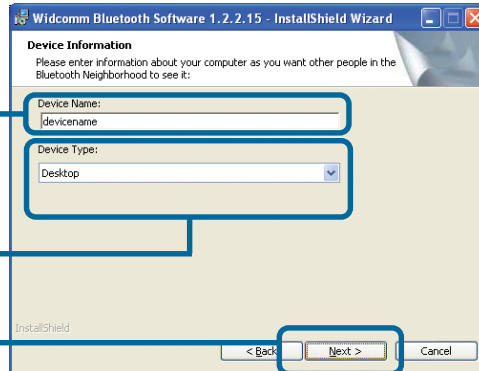 Widcomm Bluetooth Software 1.2.2.15 - InstallShield Wizard
Device Information
Please enter information about your computer as you want other people in the
Bluetooth Neighborhood to see it:
Device Name:
devicename
Device Type:
Desktop
InstallShield
< Back
Next >
Cancel